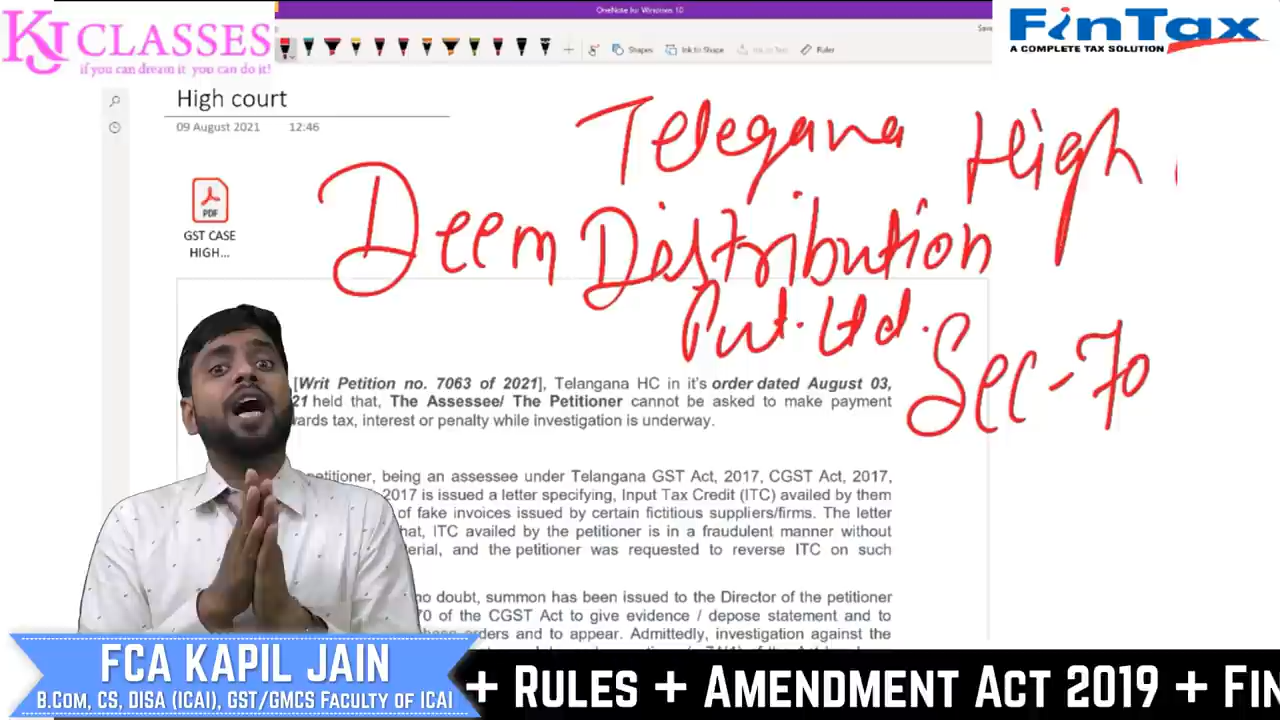 KJ CLASSES
if you can dream it you can do it!
OneNote for Windows 10
FinTax
A COMPLETE TAX SOLUTION
Shapes
Ink to Shape
Ink to Text
Ruler
High court
09 August 2021 12:46
Telegana High
Deem Distribution
Pvt. Ltd.
Sec-70
PDF
GST CASE
HIGH...
[Writ Petition no. 7063 of 2021], Telangana HC in it's order dated August 03,
21 held that, The Assessee/ The Petitioner cannot be asked to make payment
wards tax, interest or penalty while investigation is underway.
petitioner, being an assessee under Telangana GST Act, 2017, CGST Act, 2017,
2017 is issued a letter specifying, Input Tax Credit (ITC) availed by them
of fake invoices issued by certain fictitious suppliers/firms. The letter
hat, ITC availed by the petitioner is in a fraudulent manner without
erial, and the petitioner was requested to reverse ITC on such
no doubt, summon has been issued to the Director of the petitioner
70 of the CGST Act to give evidence / depose statement and to
orders and to appear. Admittedly, investigation against the
FCA KAPIL JAIN
B.Com, CS, DISA (ICAI), GST/GMCS Faculty of ICAI
+ Rules + Amendment Act 2019 + Fin